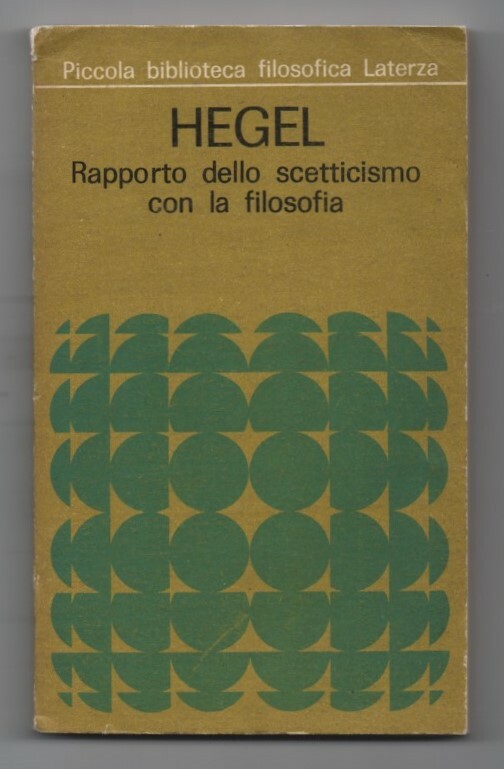 Piccola biblioteca filosofica Laterza
HEGEL
Rapporto dello scetticismo
con la filosofia